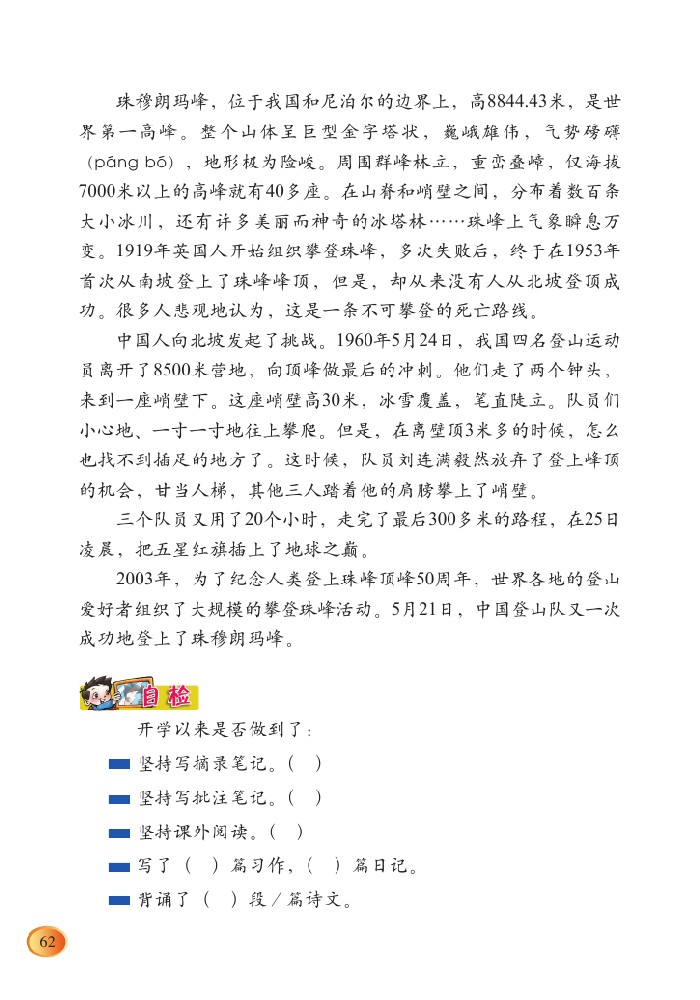 珠穆朗玛峰，位于我国和尼泊尔的边界上，高8844.43米，是世
界第一高峰。整个山体呈巨型金字塔状，巍峨雄伟，气势磅礴
（páng bó），地形极为险峻。周围群峰林立，重峦叠嶂，仅海拔
7000米以上的高峰就有40多座。在山脊和峭壁之间，分布着数百条
大小冰川，还有许多美丽而神奇的冰塔林……珠峰上气象瞬息万
变。1919年英国人开始组织攀登珠峰，多次失败后，终于在1953年
首次从南坡登上了珠峰峰顶，但是，却从来没有人从北坡登顶成
功。很多人悲观地认为，这是一条不可攀登的死亡路线。
中国人向北坡发起了挑战。1960年5月24日，我国四名登山运动
员离开了8500米营地，向顶峰做最后的冲刺。他们走了两个钟头，
来到一座峭壁下。这座峭壁高30米，冰雪覆盖，笔直陡立。队员们
小心地、一寸一寸地往上攀爬。但是，在离壁顶3米多的时候，怎么
也找不到插足的地方了。这时候，队员刘连满毅然放弃了登上峰顶
的机会，甘当人梯，其他三人踏着他的肩膀攀上了峭壁。
三个队员又用了20个小时，走完了最后300多米的路程，在25日
凌晨，把五星红旗插上了地球之巅。
2003年，为了纪念人类登上珠峰顶峰50周年，世界各地的登山
爱好者组织了大规模的攀登珠峰活动。5月21日，中国登山队又一次
成功地登上了珠穆朗玛峰。
自检
开学以来是否做到了：
坚持写摘录笔记。（　）
坚持写批注笔记。（　）
坚持课外阅读。（　）
写了（　）篇习作，（　）篇日记。
背诵了（　）段／篇诗文。
62